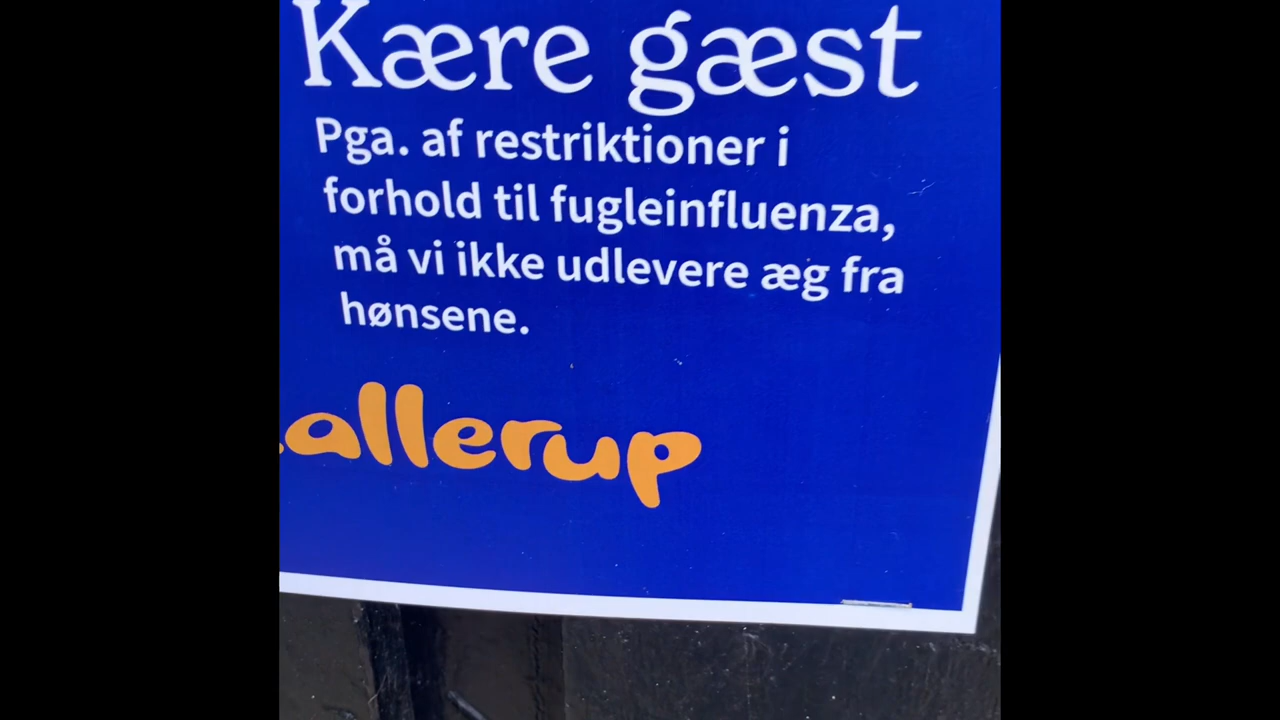 Kære gæst
Pga. af restriktioner i
forhold til fugleinfluenza,
må vi ikke udlevere æg fra
hønsene.
allerup